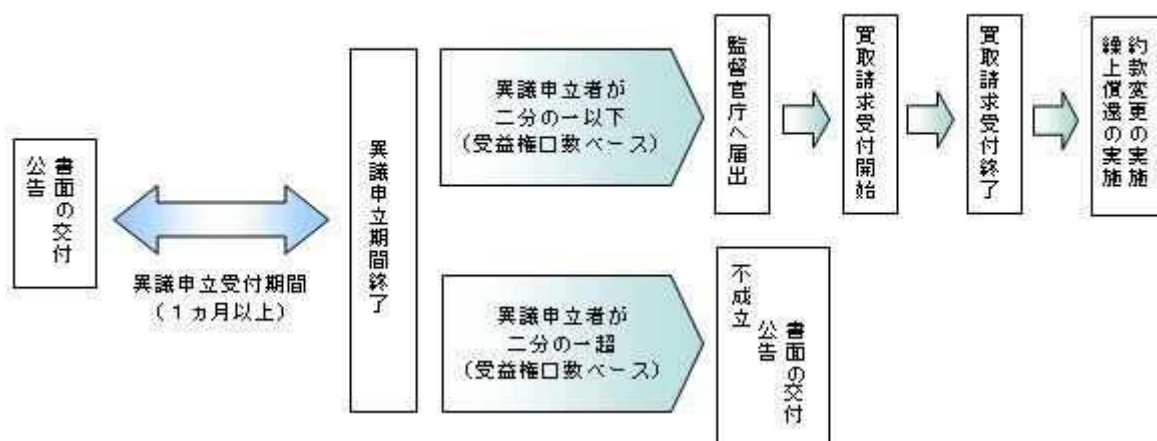 書面の交付
公告
異議申立受付期間
（１ヵ月以上）
異議申立期間終了
異議申立者が
二分の一以下
（受益権口数ベース）
監督官庁へ届出
買取請求受付開始
買取請求受付終了
約款変更の実施
繰上償還の実施
異議申立者が
二分の一超
（受益権口数ベース）
不成立
書面の交付
公告